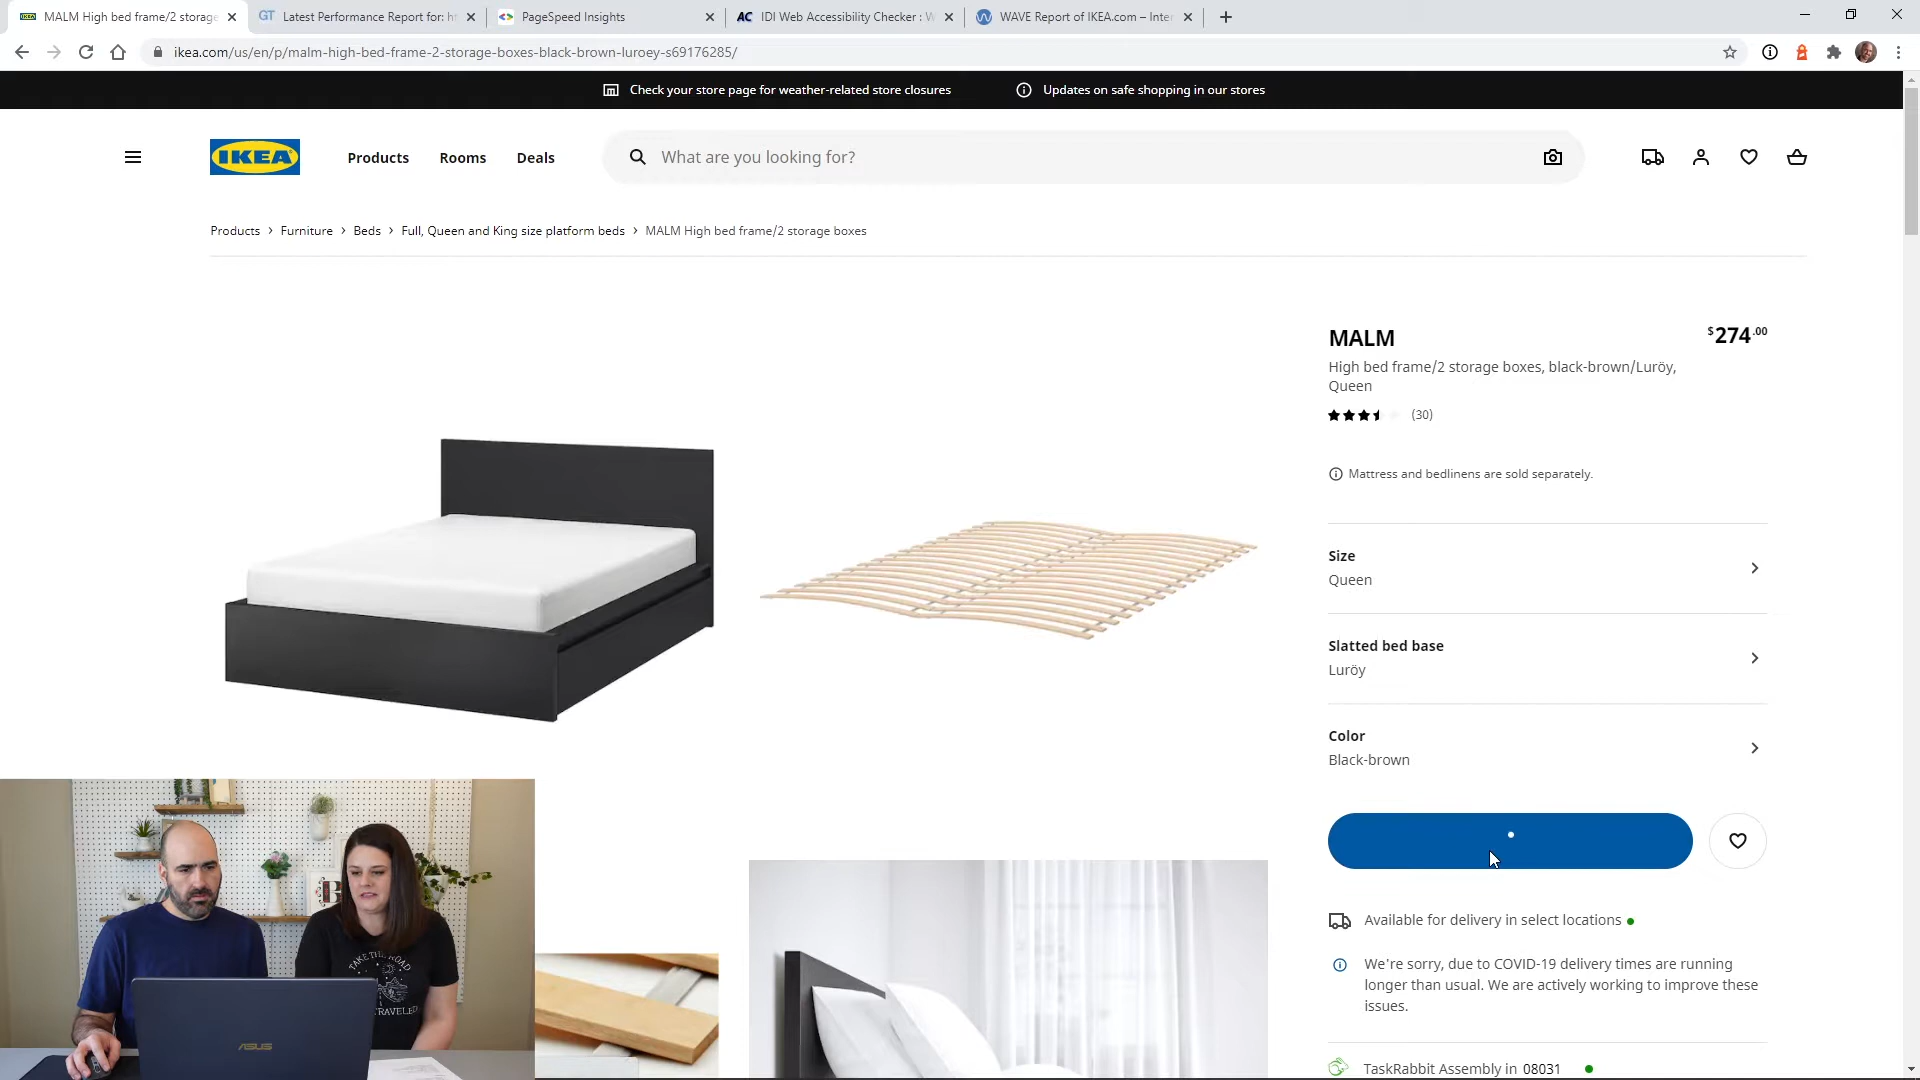 MALM High bed frame/2 storage
GT Latest Performance Report for: h
PageSpeed Insights
AC IDI Web Accessibility Checker : W
WAVE Report of IKEA.com – Inter
ikea.com/us/en/p/malm-high-bed-frame-2-storage-boxes-black-brown-luroey-s69176285/
Check your store page for weather-related store closures
Updates on safe shopping in our stores
IKEA
Products
Rooms
Deals
What are you looking for?
Products › Furniture › Beds › Full, Queen and King size platform beds › MALM High bed frame/2 storage boxes
MALM
$274.00
High bed frame/2 storage boxes, black-brown/Luröy,
Queen
(30)
Mattress and bedlinens are sold separately.
Size
Queen
Slatted bed base
Luröy
Color
Black-brown
Available for delivery in select locations
We're sorry, due to COVID-19 delivery times are running
longer than usual. We are actively working to improve these
issues.
TaskRabbit Assembly in 08031
B
TAKE THE ROAD
TRAVELED
ASUS